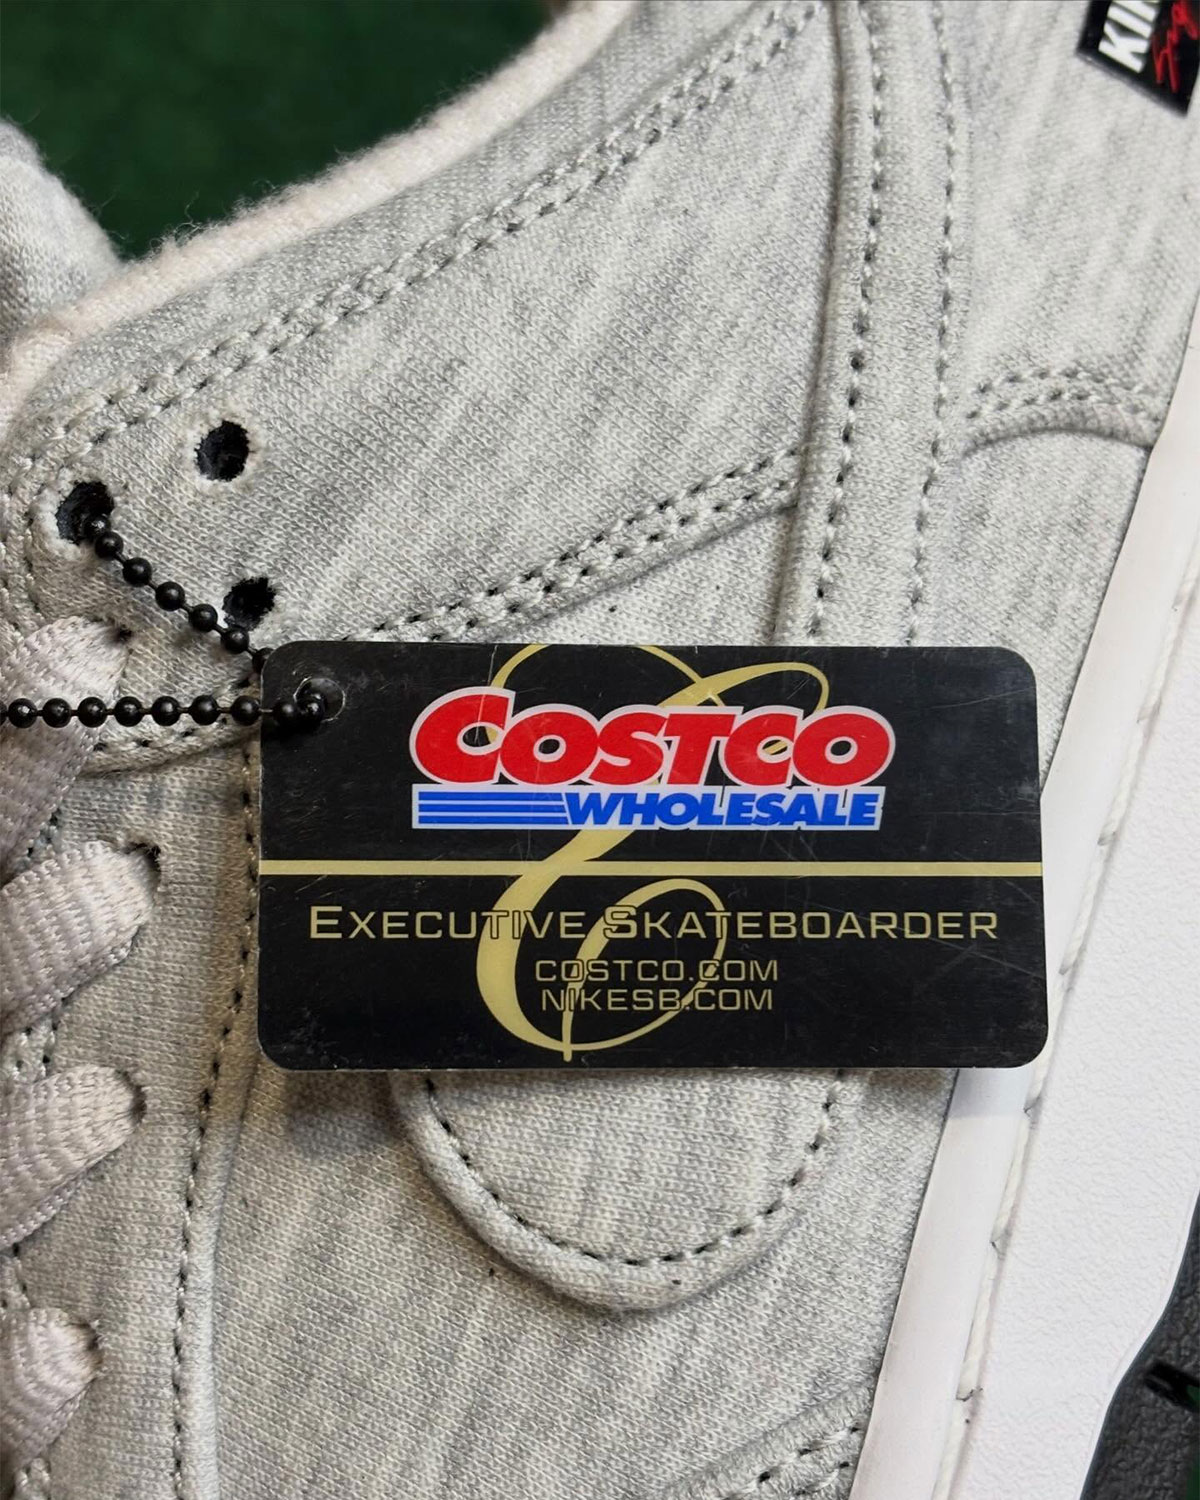 COSTCO
WHOLESALE
EXECUTIVE SKATEBOARDER
COSTCO.COM
NIKESB.COM